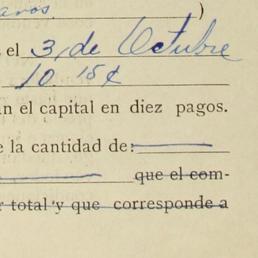 avos )
el 3, de Octubre
10 15¢
n el capital en diez pagos.
e la cantidad de:
que el com-
r total y que corresponde a